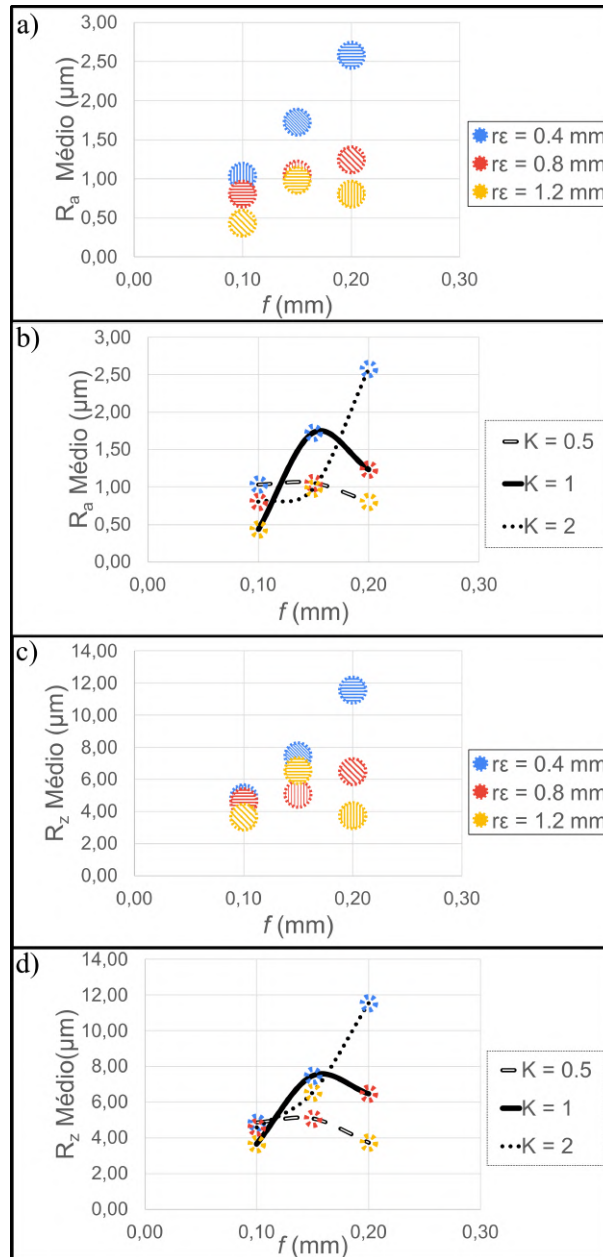 a)
3,00
2,50
2,00
1,50
1,00
0,50
0,00
Ra Médio (µm)
0,00 0,10 0,20 0,30
f (mm)
rε = 0.4 mm
rε = 0.8 mm
rε = 1.2 mm
b)
3,00
2,50
2,00
1,50
1,00
0,50
0,00
Ra Médio (µm)
0,00 0,10 0,20 0,30
f (mm)
K = 0.5
K = 1
K = 2
c)
14,00
12,00
10,00
8,00
6,00
4,00
2,00
0,00
Rz Médio (µm)
0,00 0,10 0,20 0,30
f (mm)
rε = 0.4 mm
rε = 0.8 mm
rε = 1.2 mm
d)
14,00
12,00
10,00
8,00
6,00
4,00
2,00
0,00
Rz Médio(µm)
0,00 0,10 0,20 0,30
f (mm)
K = 0.5
K = 1
K = 2